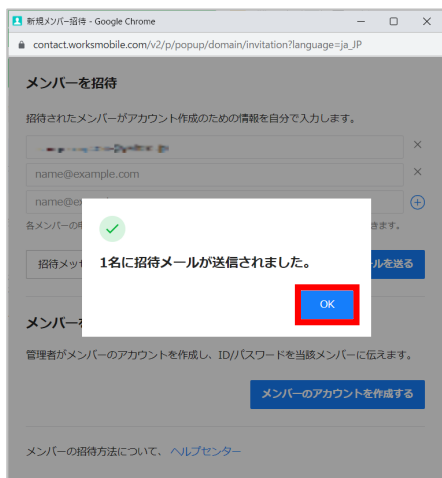 新規メンバー招待 - Google Chrome
contact.worksmobile.com/v2/p/popup/domain/invitation?language=ja_JP
メンバーを招待
招待されたメンバーがアカウント作成のための情報を自分で入力します。
name@example.com
name@ex
各メンバーの
きます。
1名に招待メールが送信されました。
招待メッ
ールを送る
OK
メンバーを
管理者がメンバーのアカウントを作成し、ID/パスワードを当該メンバーに伝えます。
メンバーのアカウントを作成する
メンバーの招待方法について、 ヘルプセンター